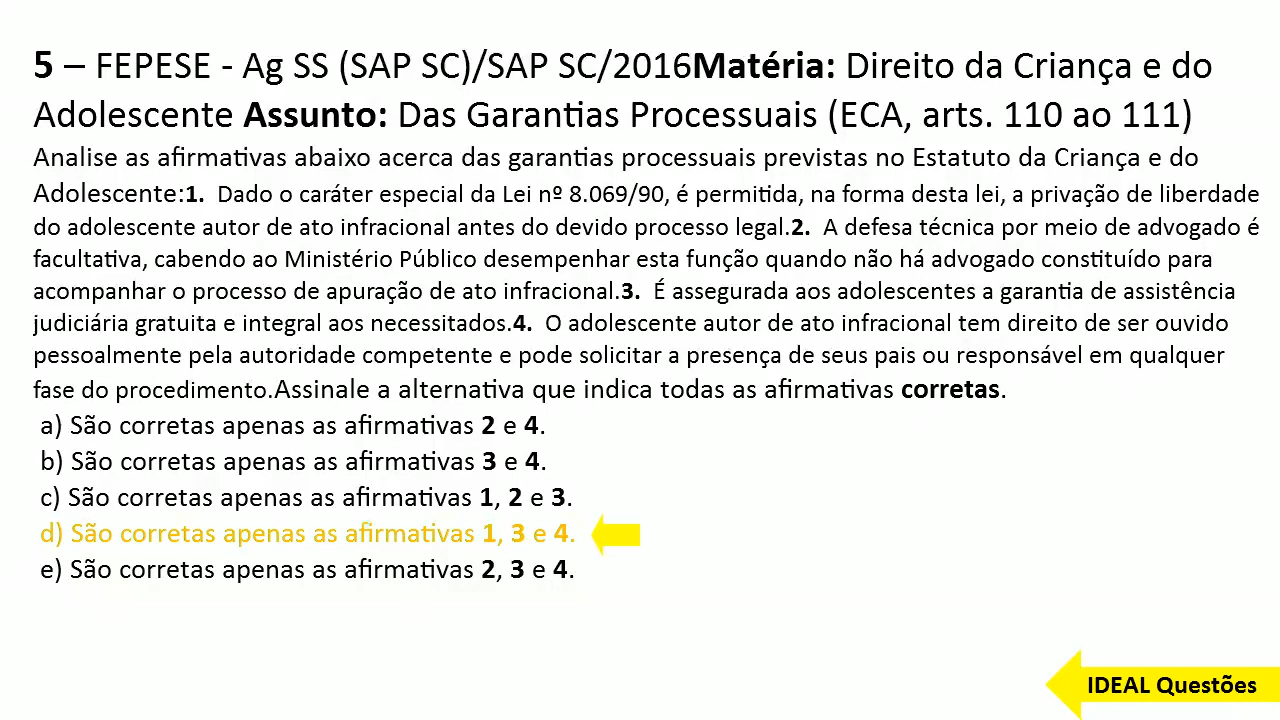 5 – FEPESE - Ag SS (SAP SC)/SAP SC/2016Matéria: Direito da Criança e do
Adolescente Assunto: Das Garantias Processuais (ECA, arts. 110 ao 111)
Analise as afirmativas abaixo acerca das garantias processuais previstas no Estatuto da Criança e do
Adolescente:1.  Dado o caráter especial da Lei nº 8.069/90, é permitida, na forma desta lei, a privação de liberdade
do adolescente autor de ato infracional antes do devido processo legal.2.  A defesa técnica por meio de advogado é
facultativa, cabendo ao Ministério Público desempenhar esta função quando não há advogado constituído para
acompanhar o processo de apuração de ato infracional.3.  É assegurada aos adolescentes a garantia de assistência
judiciária gratuita e integral aos necessitados.4.  O adolescente autor de ato infracional tem direito de ser ouvido
pessoalmente pela autoridade competente e pode solicitar a presença de seus pais ou responsável em qualquer
fase do procedimento.Assinale a alternativa que indica todas as afirmativas corretas.
a) São corretas apenas as afirmativas 2 e 4.
b) São corretas apenas as afirmativas 3 e 4.
c) São corretas apenas as afirmativas 1, 2 e 3.
d) São corretas apenas as afirmativas 1, 3 e 4.
e) São corretas apenas as afirmativas 2, 3 e 4.
IDEAL Questões